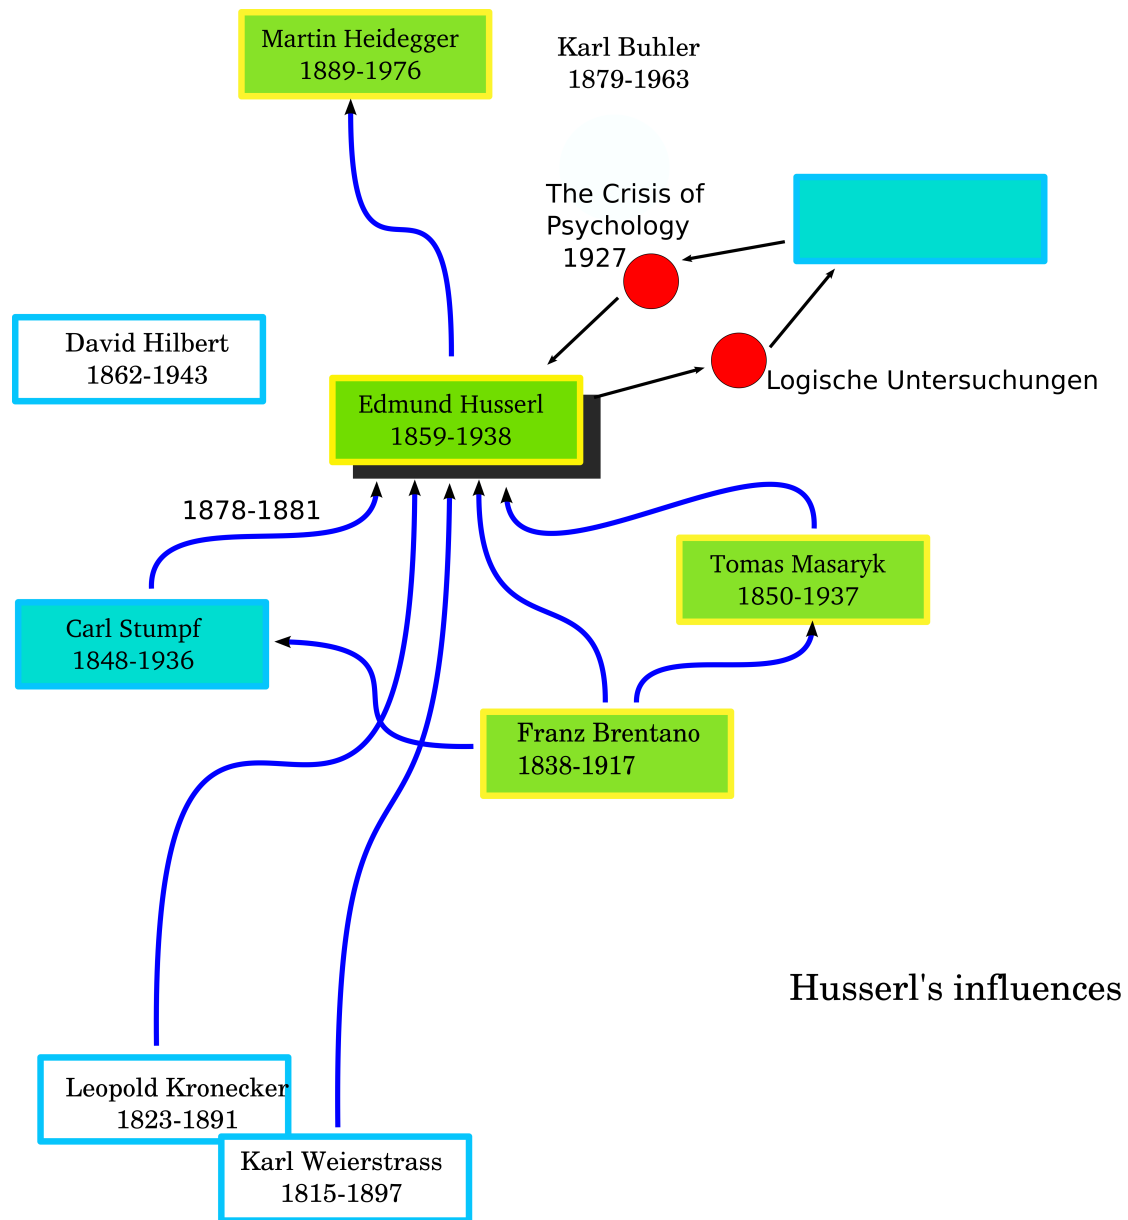 Martin Heidegger
1889-1976
Karl Buhler
1879-1963
The Crisis of
Psychology
1927
David Hilbert
1862-1943
Logische Untersuchungen
Edmund Husserl
1859-1938
1878-1881
Tomas Masaryk
1850-1937
Carl Stumpf
1848-1936
Franz Brentano
1838-1917
Husserl's influences
Leopold Kronecker
1823-1891
Karl Weierstrass
1815-1897